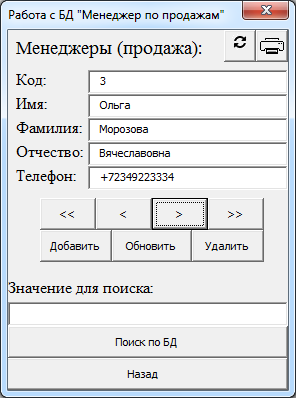 Работа с БД "Менеджер по продажам"
Менеджеры (продажа):
Код: 3
Имя: Ольга
Фамилия: Морозова
Отчество: Вячеславовна
Телефон: +72349223334
<< < > >>
Добавить Обновить Удалить
Значение для поиска:
Поиск по БД
Назад